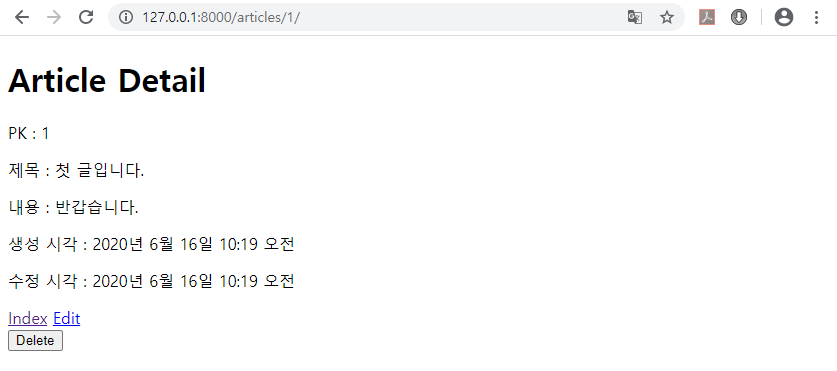 127.0.0.1:8000/articles/1/
Article Detail
PK : 1
제목 : 첫 글입니다.
내용 : 반갑습니다.
생성 시각 : 2020년 6월 16일 10:19 오전
수정 시각 : 2020년 6월 16일 10:19 오전
Index Edit
Delete